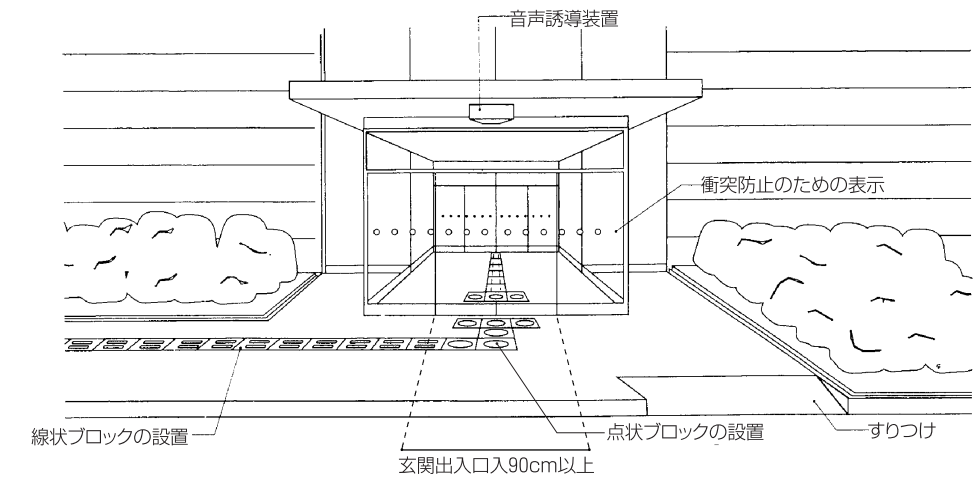 音声誘導装置
衝突防止のための表示
線状ブロックの設置
点状ブロックの設置
すりつけ
玄関出入口入90cm以上